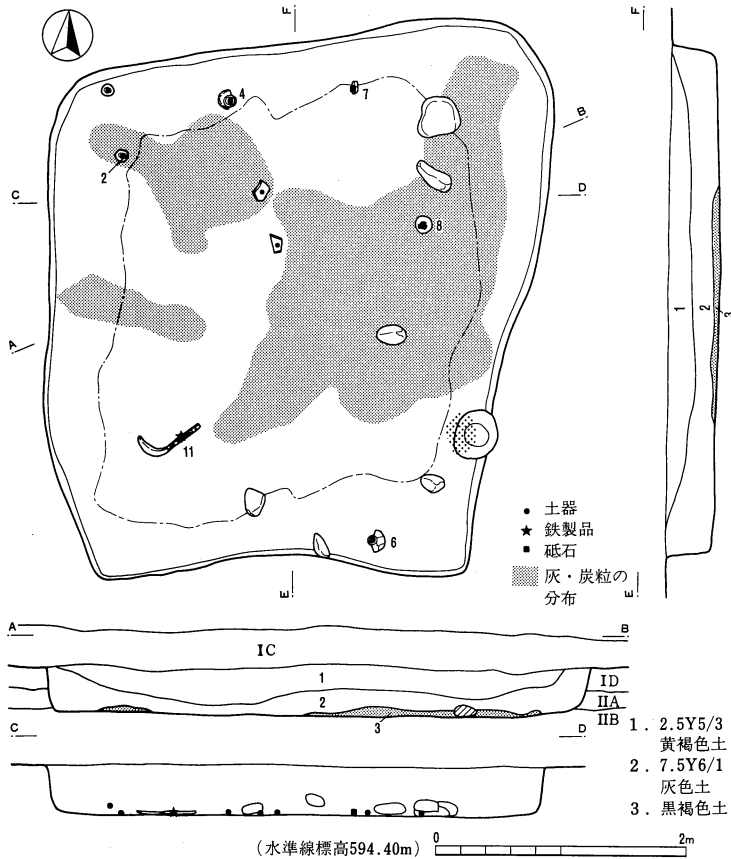 F
F
4
7
B
2
C
D
8
1
2
3
A
11
6
● 土器
★ 鉄製品
■ 砥石
灰・炭粒の
分布
E
E
A
B
IC
1
ID
2
IIA
3
IIB
C
D
1. 2.5Y5/3
黄褐色土
2. 7.5Y6/1
灰色土
3. 黒褐色土
(水準線標高594.40m)
0
2m